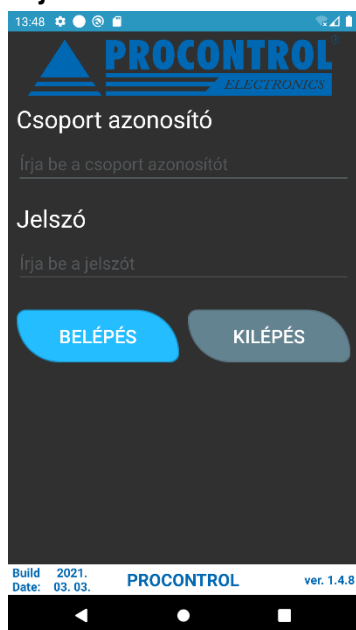 13:48
PROCONTROL®
ELECTRONICS
Csoport azonosító
Írja be a csoport azonosítót
Jelszó
Írja be a jelszót
BELÉPÉS KILÉPÉS
Build 2021. PROCONTROL ver. 1.4.8
Date: 03. 03.